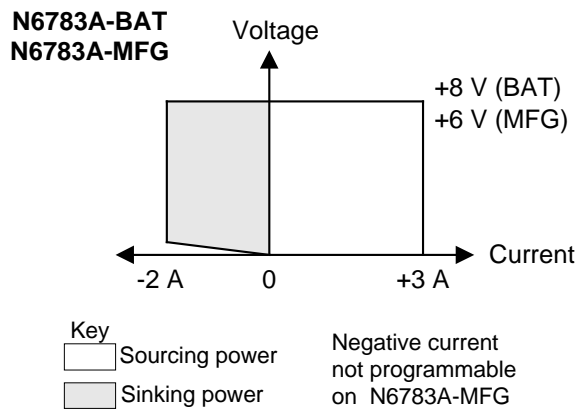 N6783A-BAT
N6783A-MFG
Voltage
+8 V (BAT)
+6 V (MFG)
Current
-2 A
0
+3 A
Key
Sourcing power
Sinking power
Negative current
not programmable
on N6783A-MFG